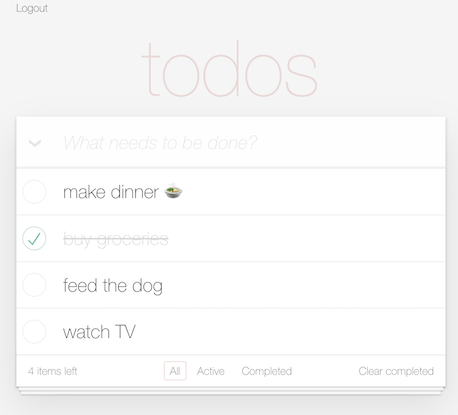 Logout
todos
What needs to be done?
make dinner 🍲
buy groceries
feed the dog
watch TV
4 items left All Active Completed Clear completed